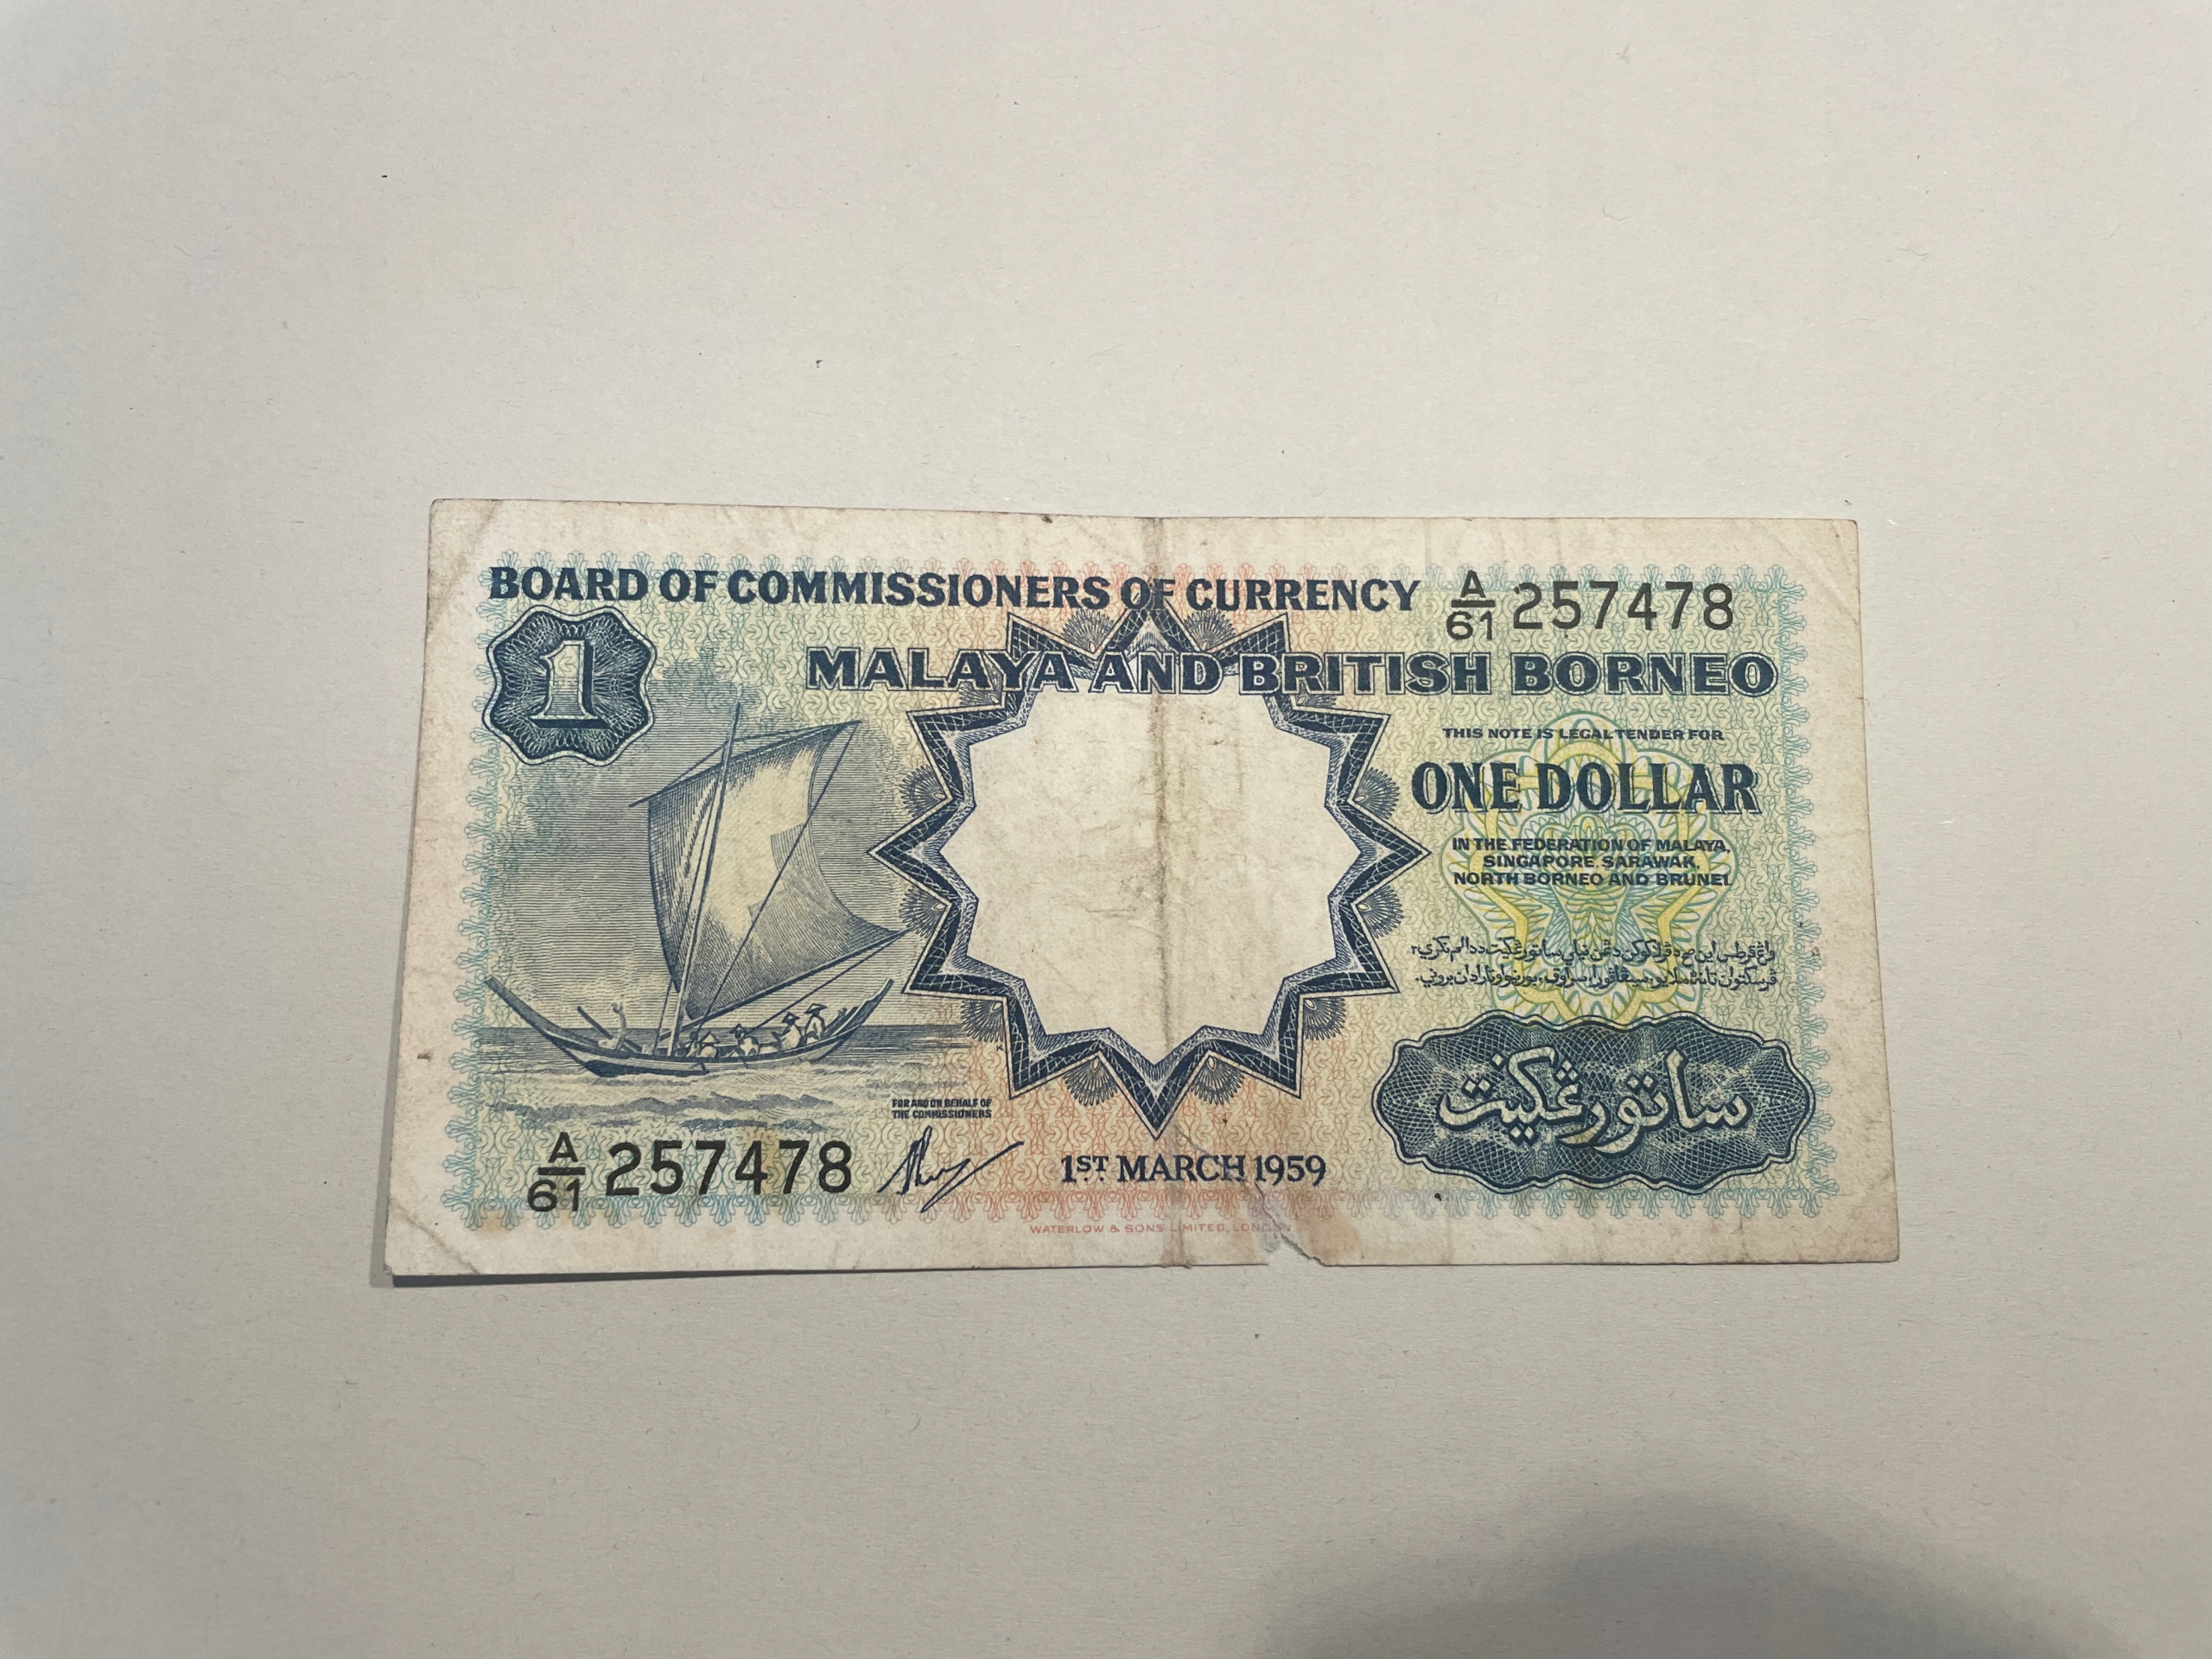 BOARD OF COMMISSIONERS OF CURRENCY
A/61 257478
1
MALAYA AND BRITISH BORNEO
THIS NOTE IS LEGAL TENDER FOR
ONE DOLLAR
IN THE FEDERATION OF MALAYA,
SINGAPORE, SARAWAK,
NORTH BORNEO AND BRUNEI.
ساتو رڠݢيت
FOR AND ON BEHALF OF
THE COMMISSIONERS
A/61 257478
1ST MARCH 1959
WATERLOW & SONS LIMITED, LONDON